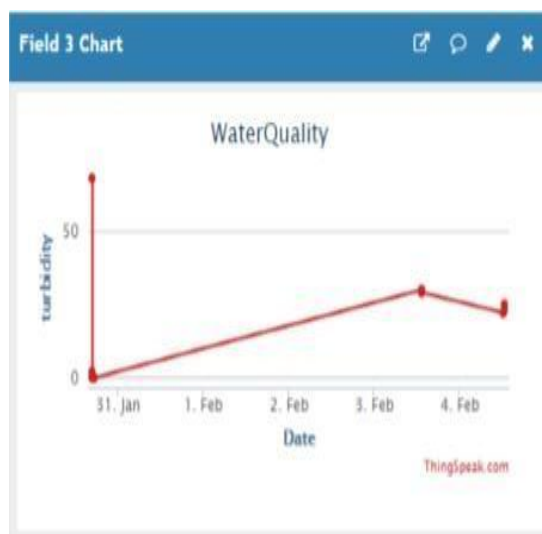 Field 3 Chart
WaterQuality
50
turbidity
0
31. Jan
1. Feb
2. Feb
3. Feb
4. Feb
Date
ThingSpeak.com